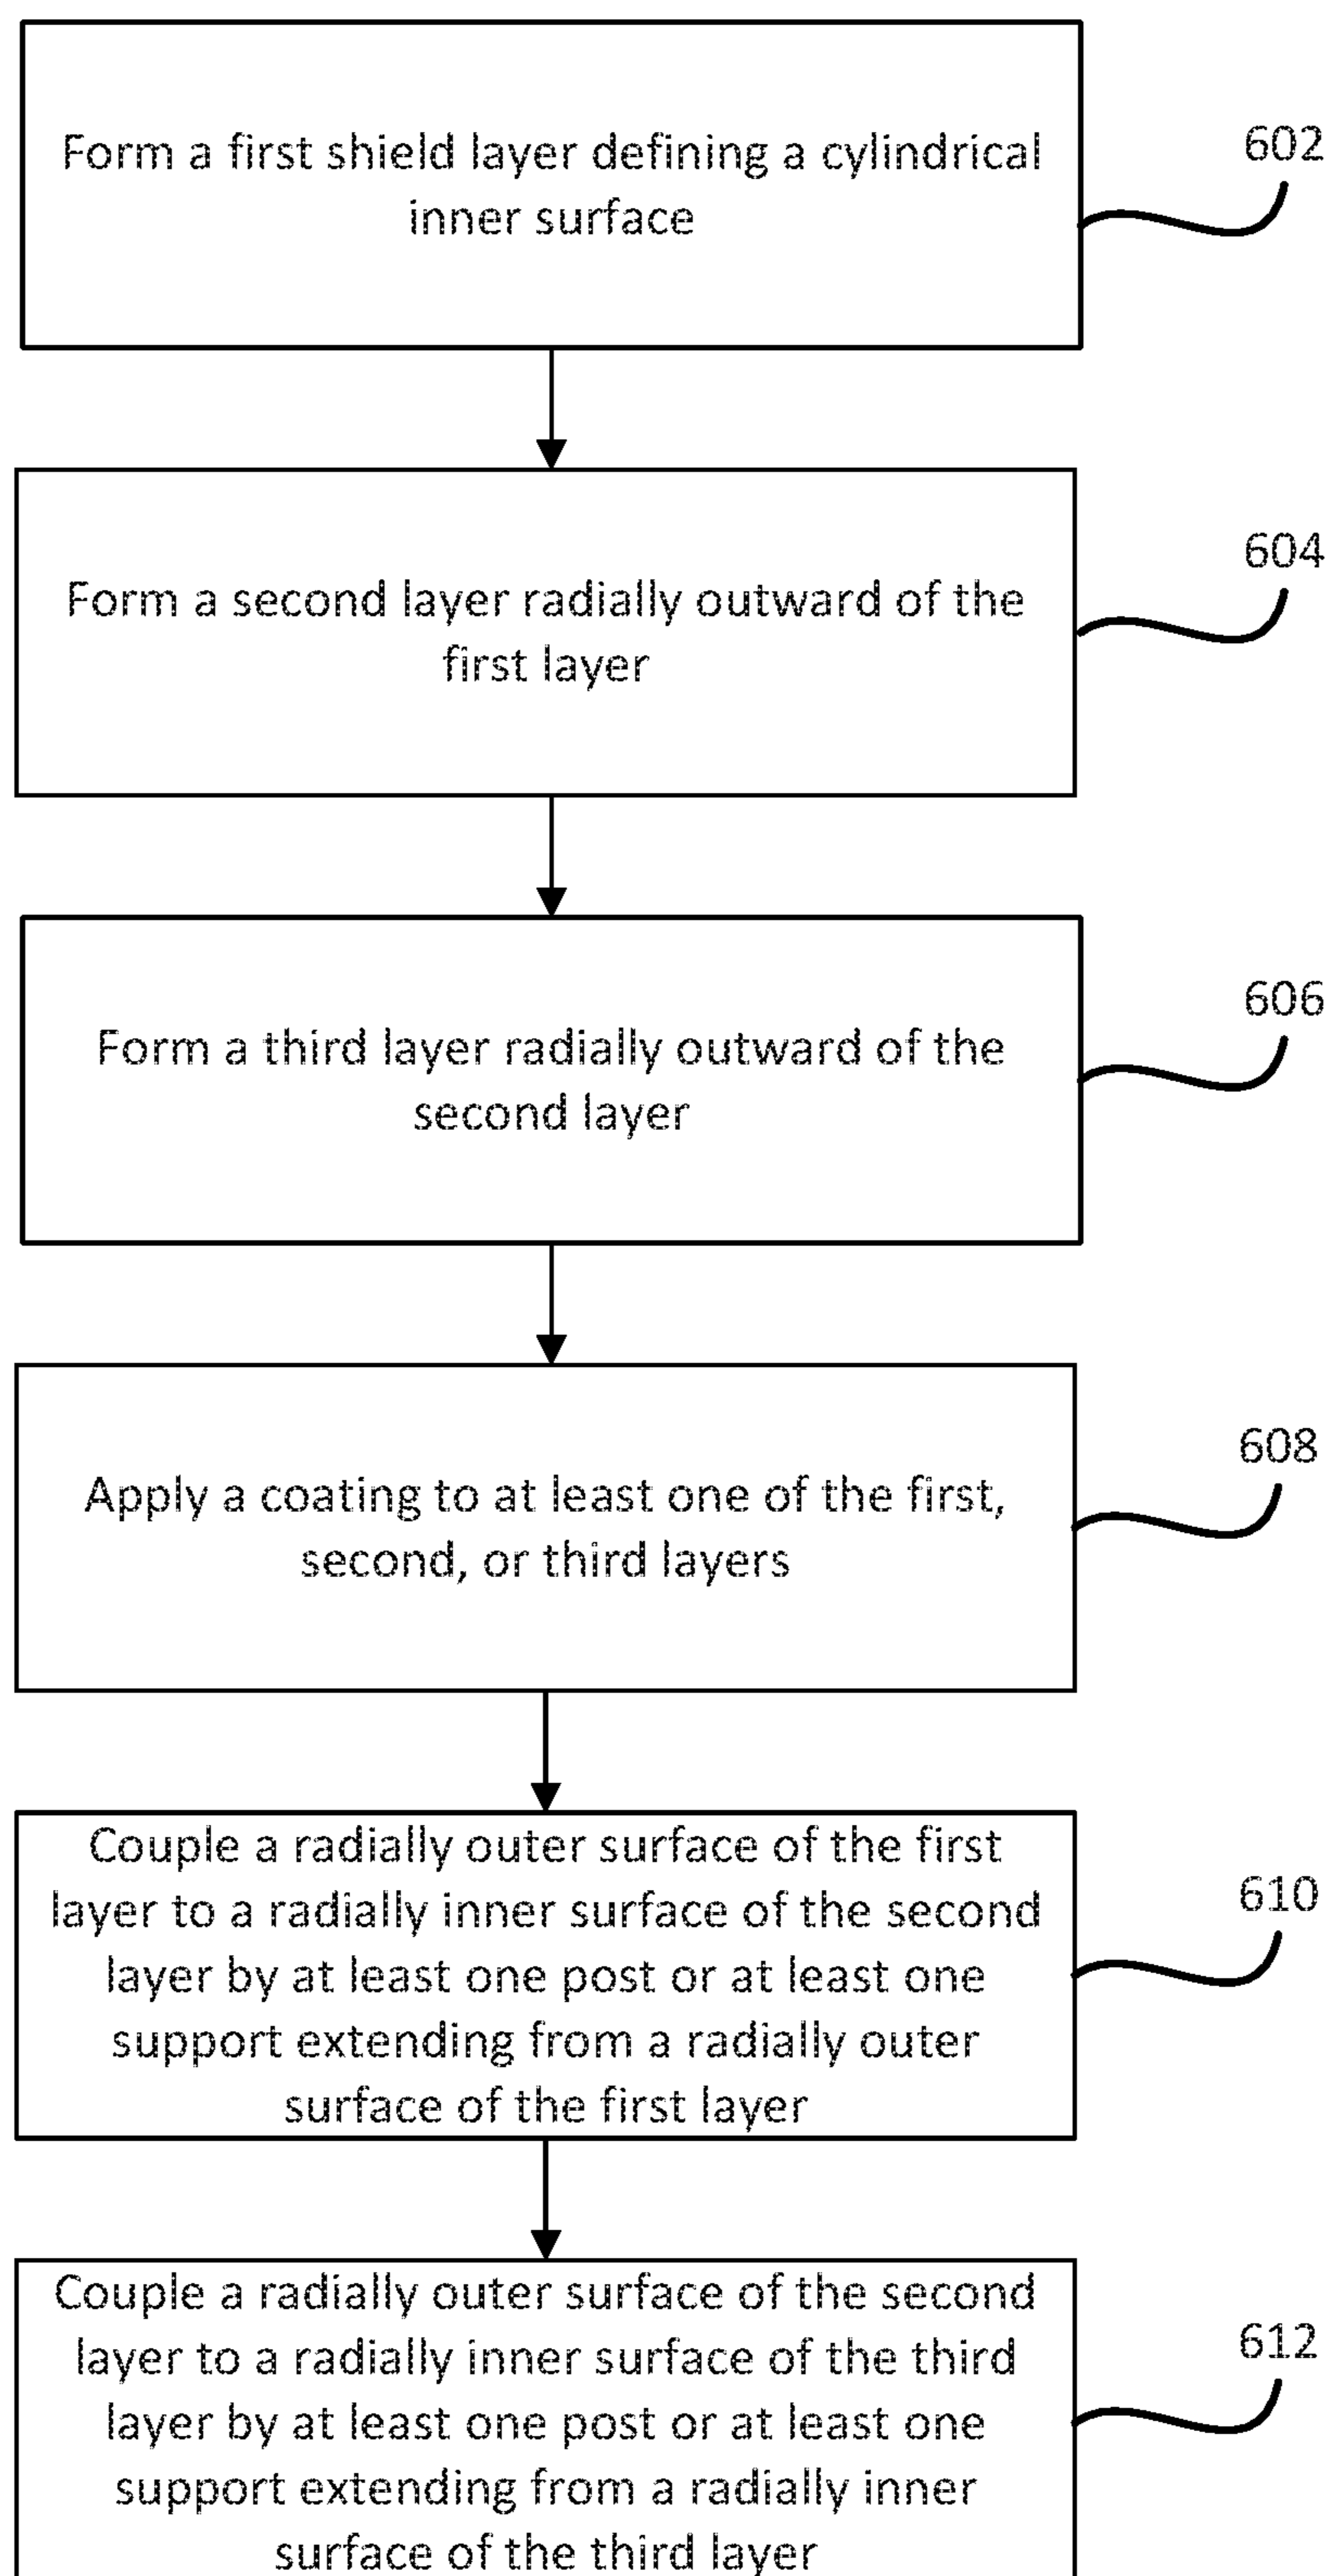 Form a first shield layer defining a cylindrical
inner surface
602
Form a second layer radially outward of the
first layer
604
Form a third layer radially outward of the
second layer
606
Apply a coating to at least one of the first,
second, or third layers
608
Couple a radially outer surface of the first
layer to a radially inner surface of the second
layer by at least one post or at least one
support extending from a radially outer
surface of the first layer
610
Couple a radially outer surface of the second
layer to a radially inner surface of the third
layer by at least one post or at least one
support extending from a radially inner
surface of the third layer
612